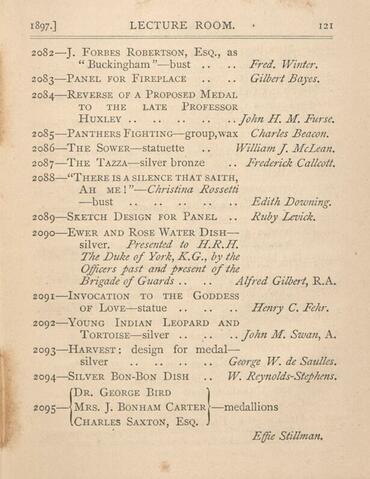 1897.] LECTURE ROOM. 121
2082—J. FORBES ROBERTSON, ESQ., as
"Buckingham"—bust .. .. Fred. Winter.
2083—PANEL FOR FIREPLACE .. .. Gilbert Bayes.
2084—REVERSE OF A PROPOSED MEDAL
TO THE LATE PROFESSOR
HUXLEY .. .. .. .. .. John H. M. Furse.
2085—PANTHERS FIGHTING—group, wax Charles Beacon.
2086—THE SOWER—statuette .. William J. McLean.
2087—THE TAZZA—silver bronze .. Frederick Callcott.
2088—"THERE IS A SILENCE THAT SAITH,
AH ME!"—Christina Rossetti
—bust .. .. .. .. .. Edith Downing.
2089—SKETCH DESIGN FOR PANEL .. Ruby Levick.
2090—EWER AND ROSE WATER DISH—
silver. Presented to H.R.H.
The Duke of York, K.G., by the
Officers past and present of the
Brigade of Guards .. .. Alfred Gilbert, R.A.
2091—INVOCATION TO THE GODDESS
OF LOVE—statue .. .. Henry C. Fehr.
2092—YOUNG INDIAN LEOPARD AND
TORTOISE—silver .. .. John M. Swan, A.
2093—HARVEST: design for medal—
silver .. .. .. George W. de Saulles.
2094—SILVER BON-BON DISH .. W. Reynolds-Stephens.
DR. GEORGE BIRD
2095—MRS. J. BONHAM CARTER—medallions
CHARLES SAXTON, ESQ.
Effie Stillman.